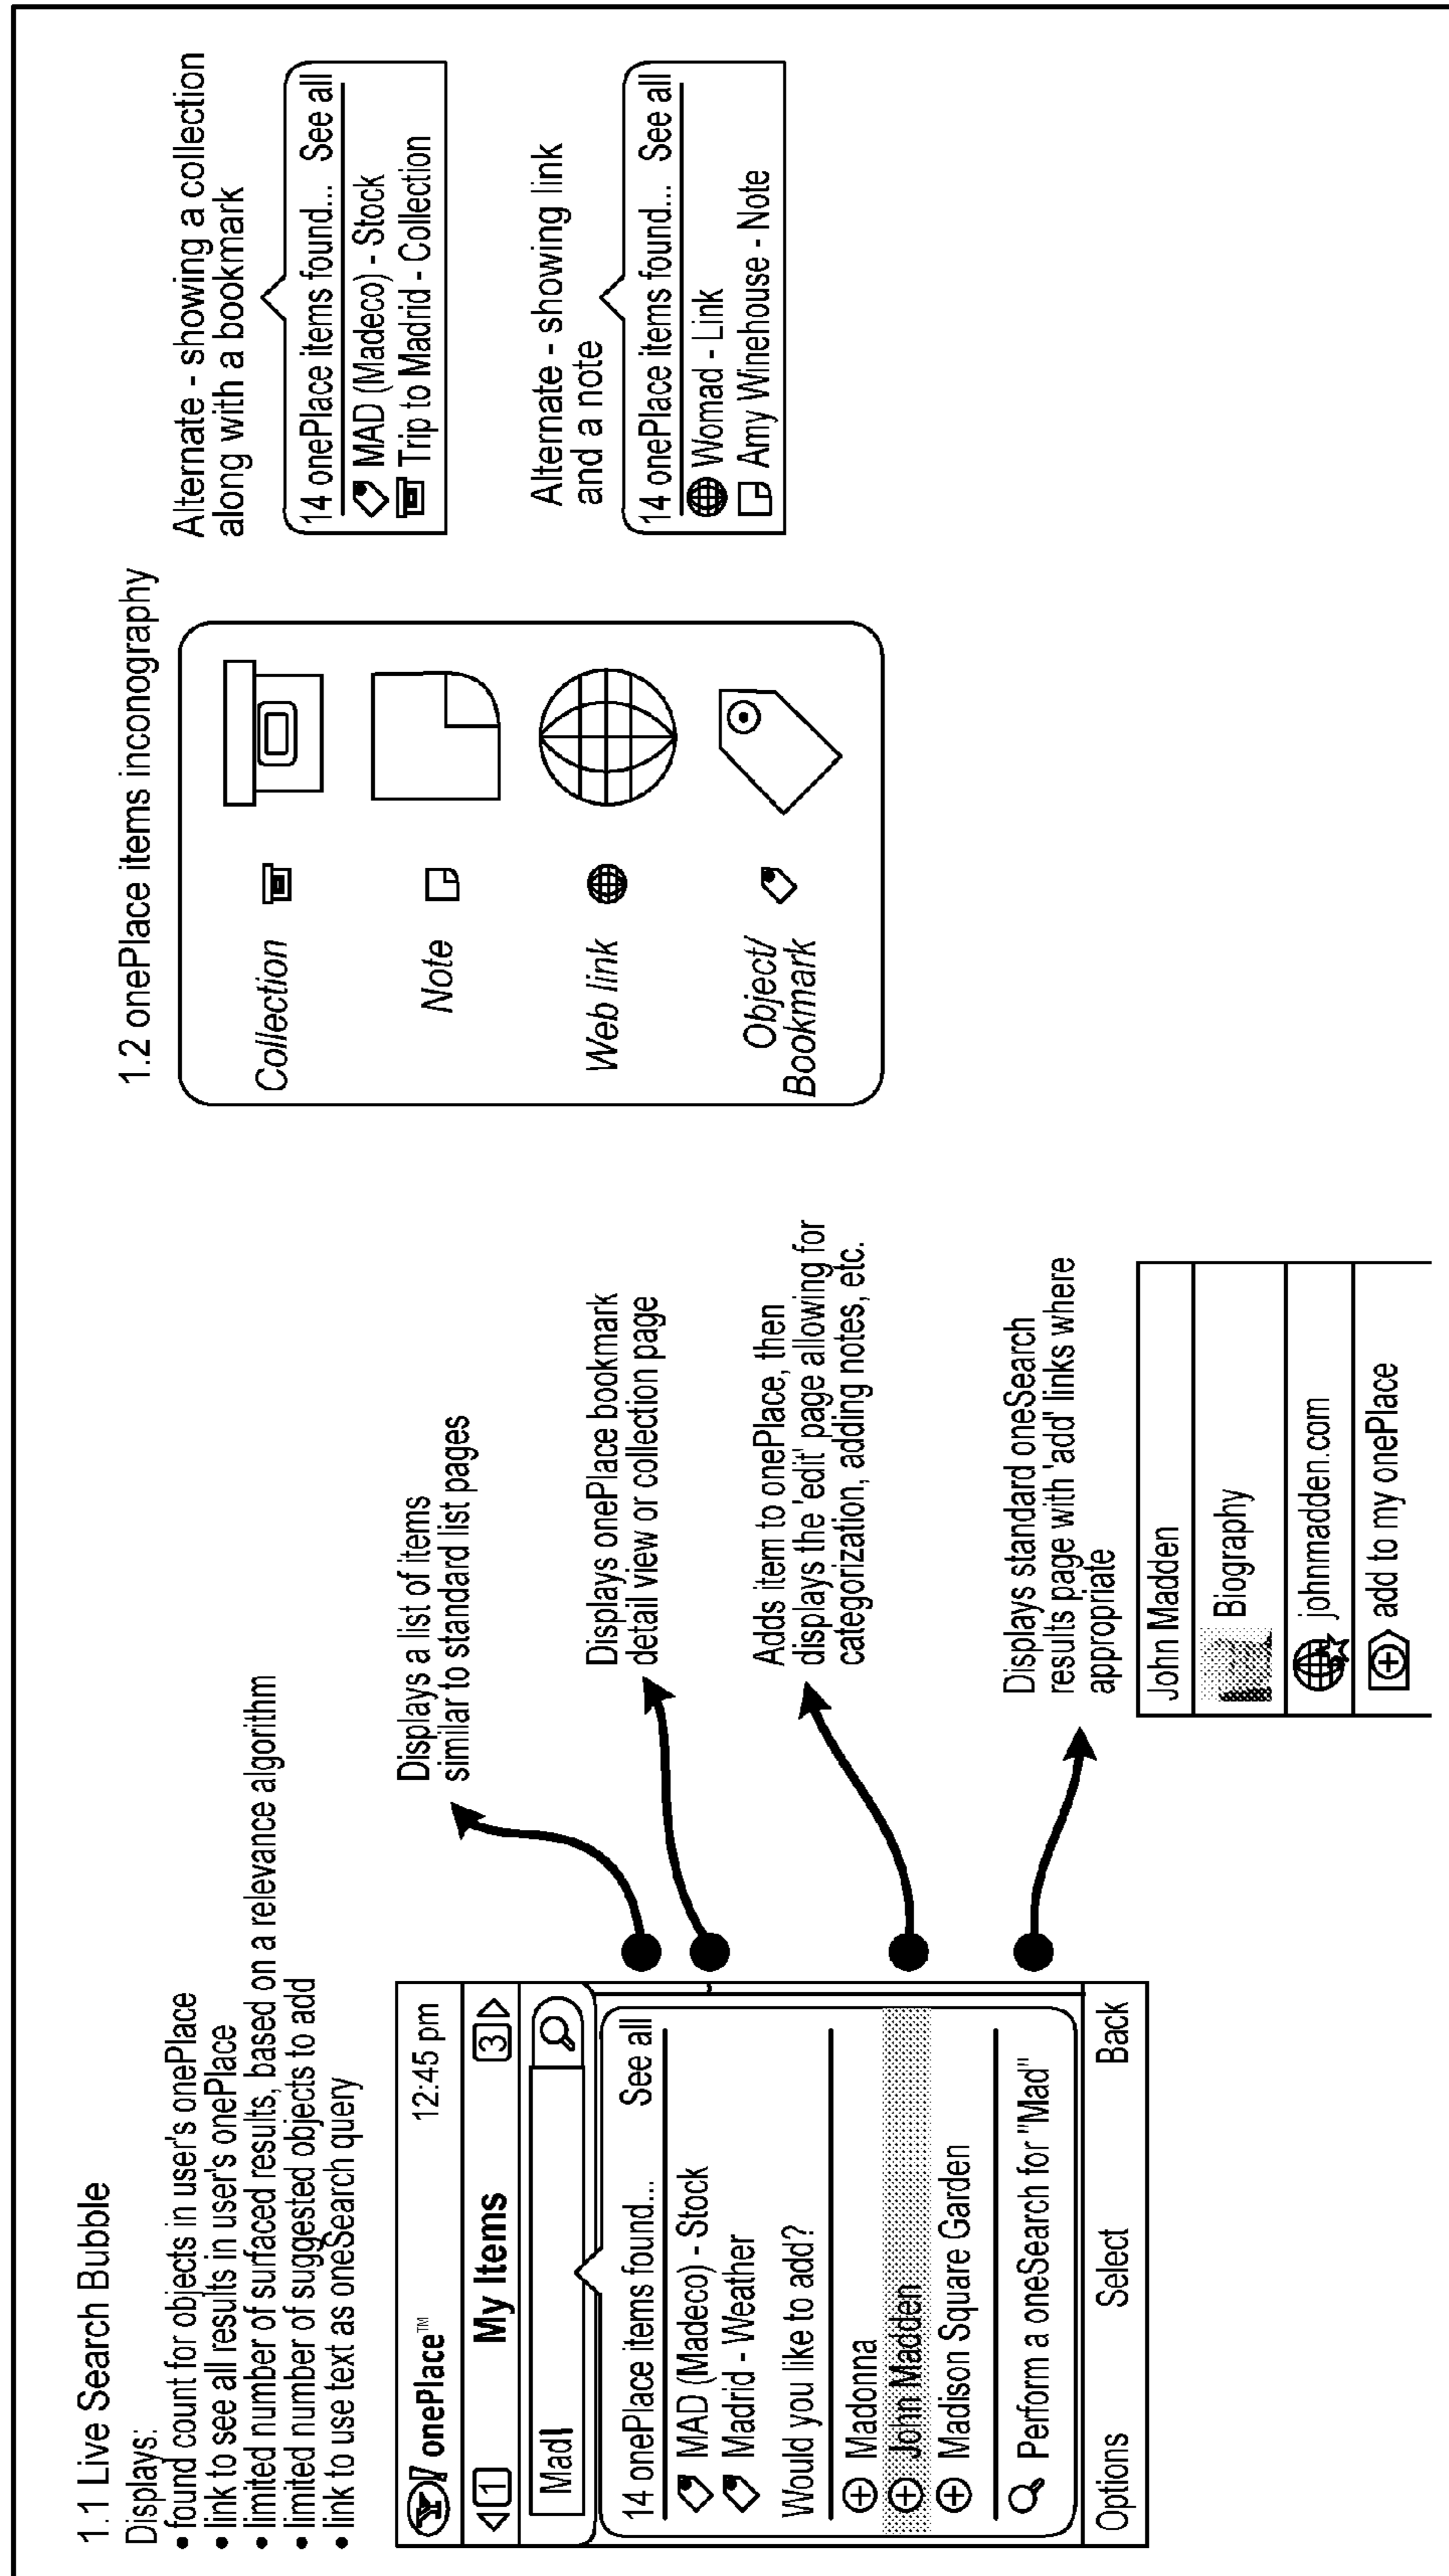 1.1 Live Search Bubble
Displays:
• found count for objects in user's onePlace
• link to see all results in user's onePlace
• limited number of surfaced results, based on a relevance algorithm
• limited number of suggested objects to add
• link to use text as oneSearch query
Y! onePlace™ 12:45 pm
1 My Items 3
Mad
14 onePlace items found... See all
MAD (Madeco) - Stock
Madrid - Weather
Would you like to add?
Madonna
John Madden
Madison Square Garden
Perform a oneSearch for "Mad"
Options Select Back
Displays a list of items
similar to standard list pages
Displays onePlace bookmark
detail view or collection page
Adds item to onePlace, then
displays the 'edit' page allowing for
categorization, adding notes, etc.
Displays standard oneSearch
results page with 'add' links where
appropriate
John Madden
Biography
johnmadden.com
add to my onePlace
1.2 onePlace items inconography
Collection
Note
Web link
Object/
Bookmark
Alternate - showing a collection
along with a bookmark
14 onePlace items found... See all
MAD (Madeco) - Stock
Trip to Madrid - Collection
Alternate - showing link
and a note
14 onePlace items found... See all
Womad - Link
Amy Winehouse - Note